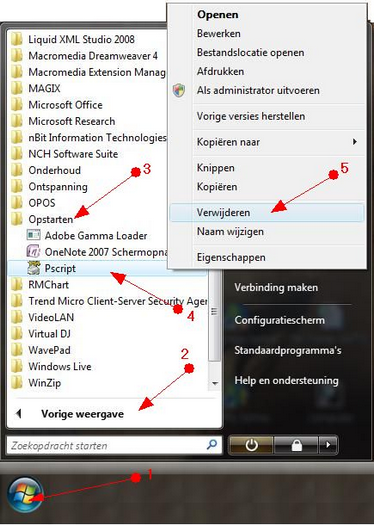 Liquid XML Studio 2008
Macromedia Dreamweaver 4
Macromedia Extension Manag
MAGIX
Microsoft Office
Microsoft Research
nBit Information Technologies
NCH Software Suite
Onderhoud
Ontspanning
OPOS
Opstarten
Adobe Gamma Loader
OneNote 2007 Schermopna
Pscript
RMChart
Trend Micro Client-Server Security Ager
VideoLAN
Virtual DJ
WavePad
Windows Live
WinZip
Vorige weergave
Zoekopdracht starten
Openen
Bewerken
Bestandslocatie openen
Afdrukken
Als administrator uitvoeren
Vorige versies herstellen
Kopiëren naar
Knippen
Kopiëren
Verwijderen
Naam wijzigen
Eigenschappen
Verbinding maken
Configuratiescherm
Standaardprogramma's
Help en ondersteuning
3
5
4
2
1